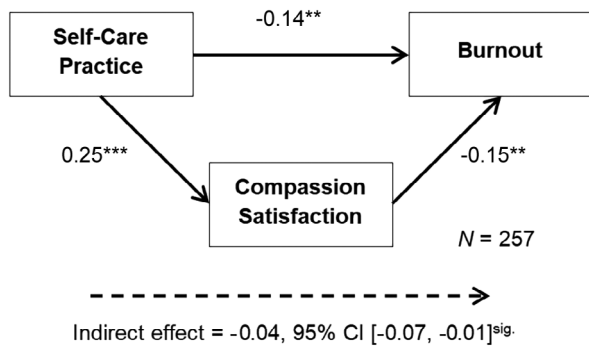 -0.14**
Self-Care
Practice
Burnout
0.25***
-0.15**
Compassion
Satisfaction
N = 257
Indirect effect = -0.04, 95% CI [-0.07, -0.01]sig.